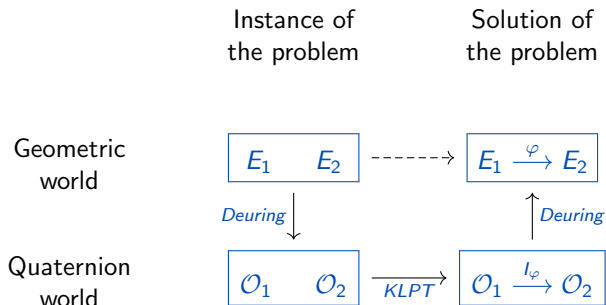 Instance of
the problem
Solution of
the problem
Geometric
world
E₁ E₂
E₁ φ→ E₂
Deuring
Deuring
Quaternion
world
𝒪₁ 𝒪₂
KLPT
𝒪₁ I_φ→ 𝒪₂